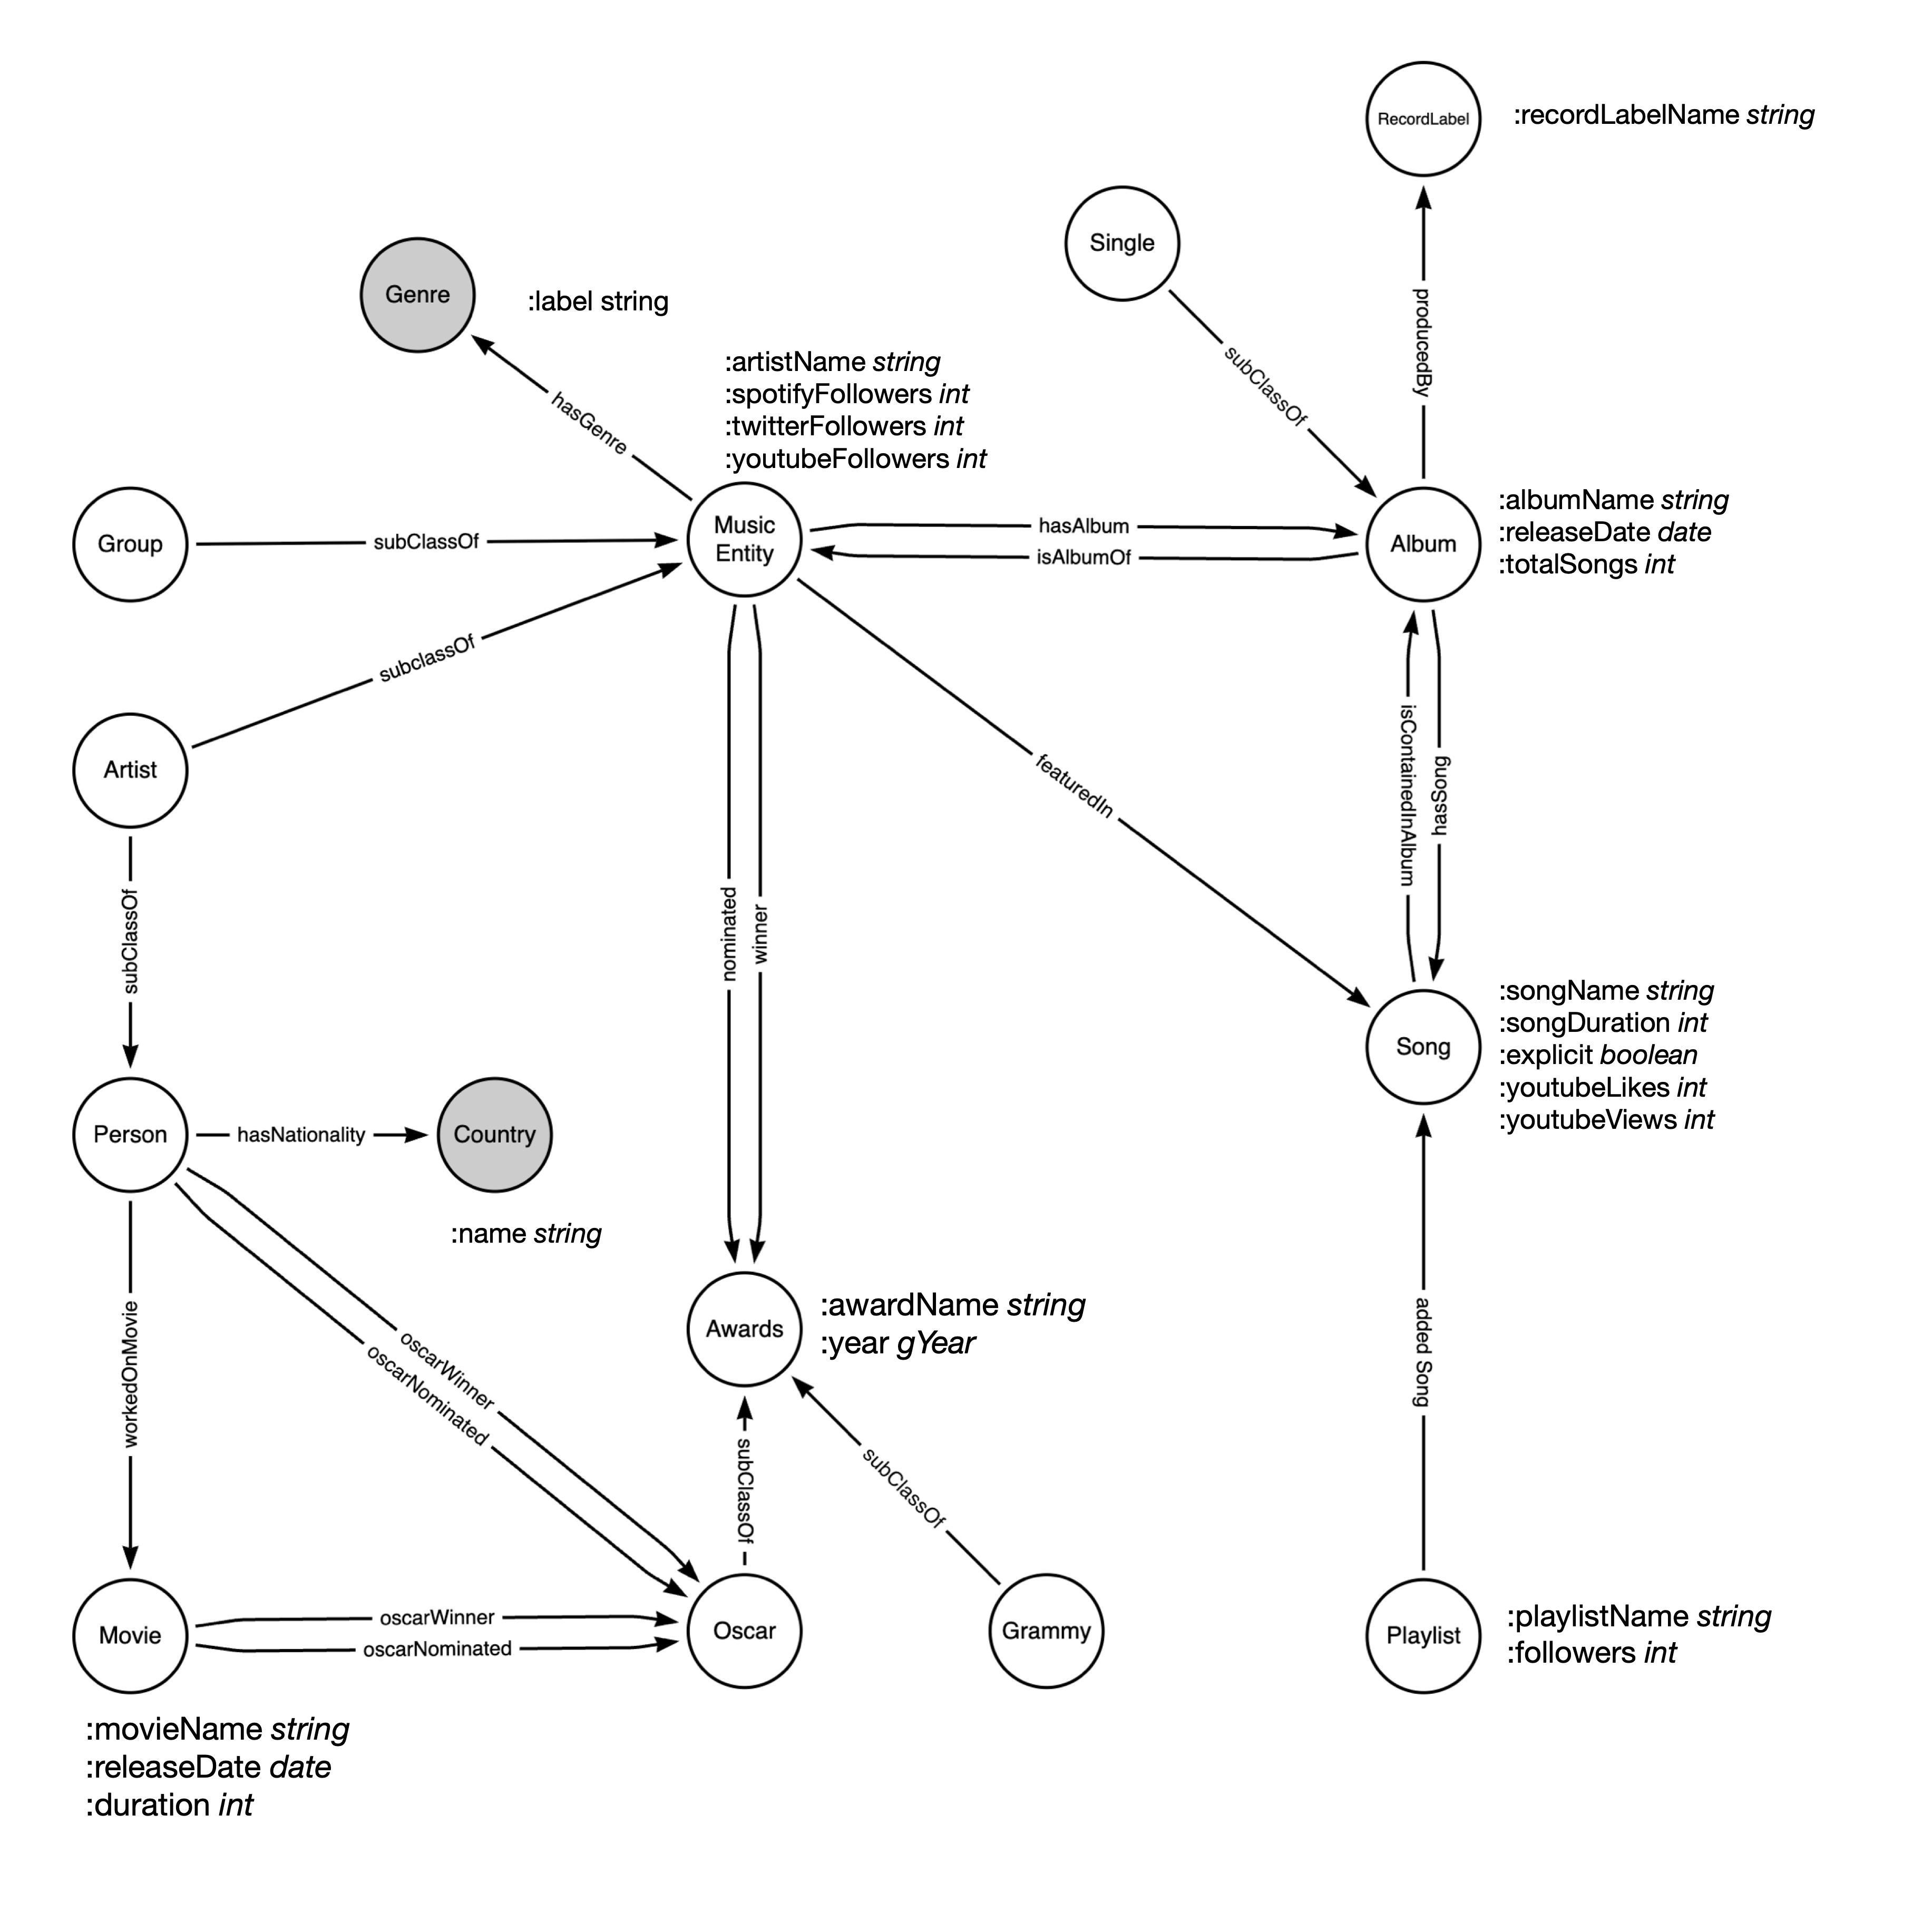 RecordLabel
:recordLabelName string
Single
Genre
:label string
producedBy
subClassOf
hasGenre
:artistName string
:spotifyFollowers int
:twitterFollowers int
:youtubeFollowers int
Group
subClassOf
Music
Entity
hasAlbum
isAlbumOf
Album
:albumName string
:releaseDate date
:totalSongs int
subclassOf
Artist
featuredIn
isContainedInAlbum
hasSong
subClassOf
nominated
winner
Song
:songName string
:songDuration int
:explicit boolean
:youtubeLikes int
:youtubeViews int
Person
hasNationality
Country
:name string
workedOnMovie
oscarWinner
oscarNominated
Awards
:awardName string
:year gYear
added Song
subClassOf
subClassOf
Movie
oscarWinner
oscarNominated
Oscar
Grammy
Playlist
:playlistName string
:followers int
:movieName string
:releaseDate date
:duration int